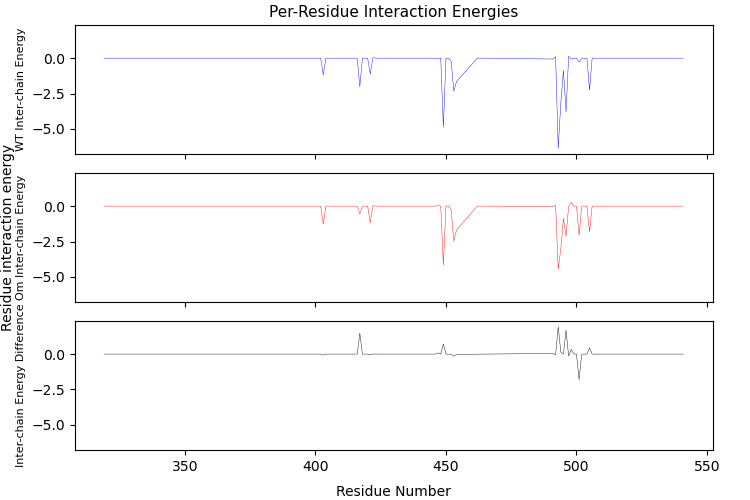 Per-Residue Interaction Energies
Residue interaction energy
WT Inter-chain Energy
0.0
−2.5
−5.0
Om Inter-chain Energy
0.0
−2.5
−5.0
Inter-chain Energy Difference
0.0
−2.5
−5.0
350 400 450 500 550
Residue Number